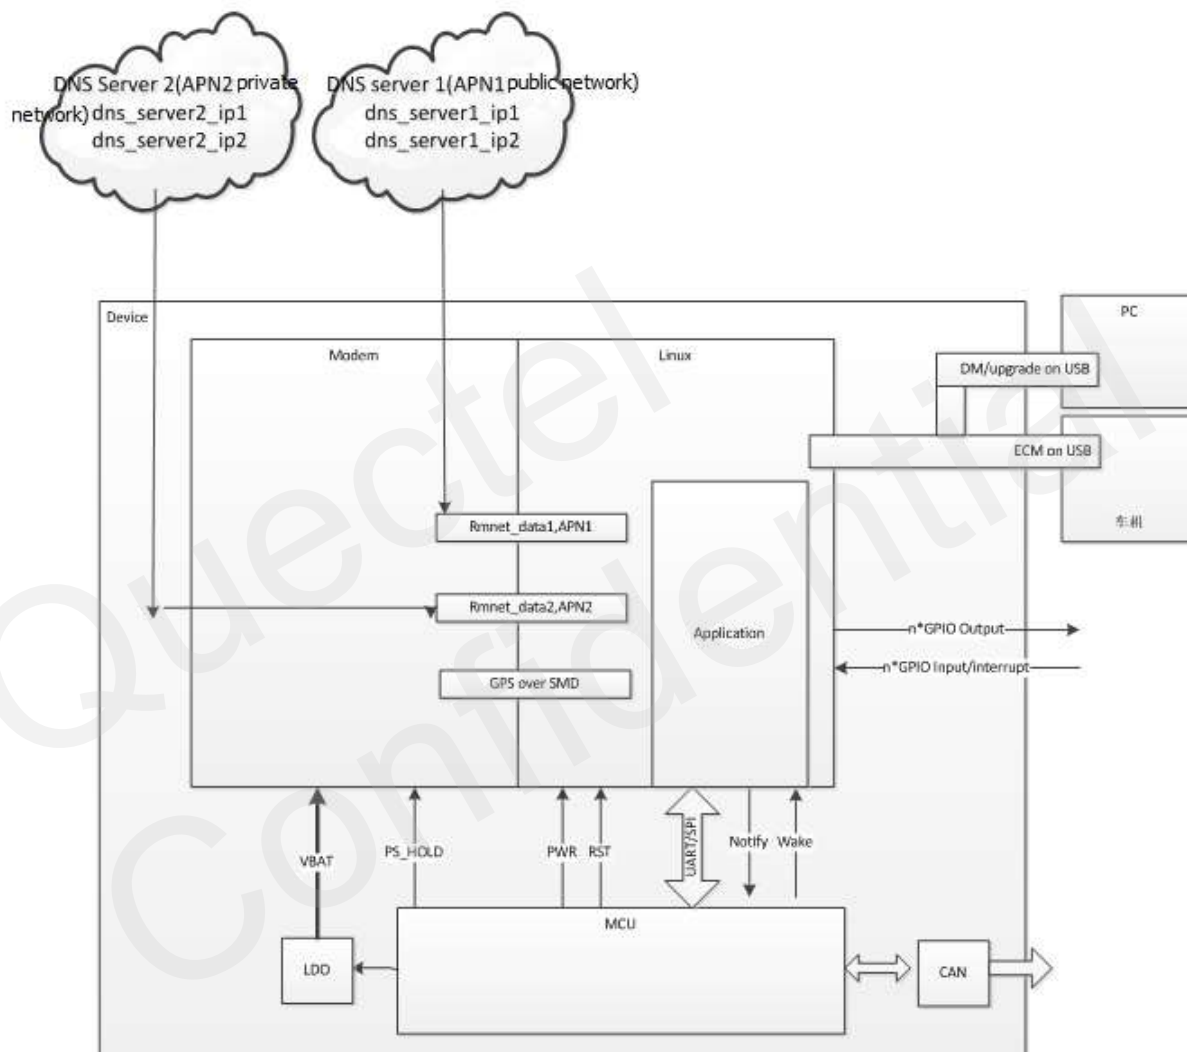 DNS Server 2(APN2 private
network) dns_server2_ip1
dns_server2_ip2
DNS server 1(APN1 public network)
dns_server1_ip1
dns_server1_ip2
Device
Modem
Linux
PC
DM/upgrade on USB
ECM on USB
车机
Rmnet_data1,APN1
Rmnet_data2,APN2
GPS over SMD
Application
n*GPIO Output
n*GPIO Input/interrupt
VBAT
PS_HOLD
PWR
RST
UART/SPI
Notify
Wake
MCU
LDO
CAN
Quectel
Confidential